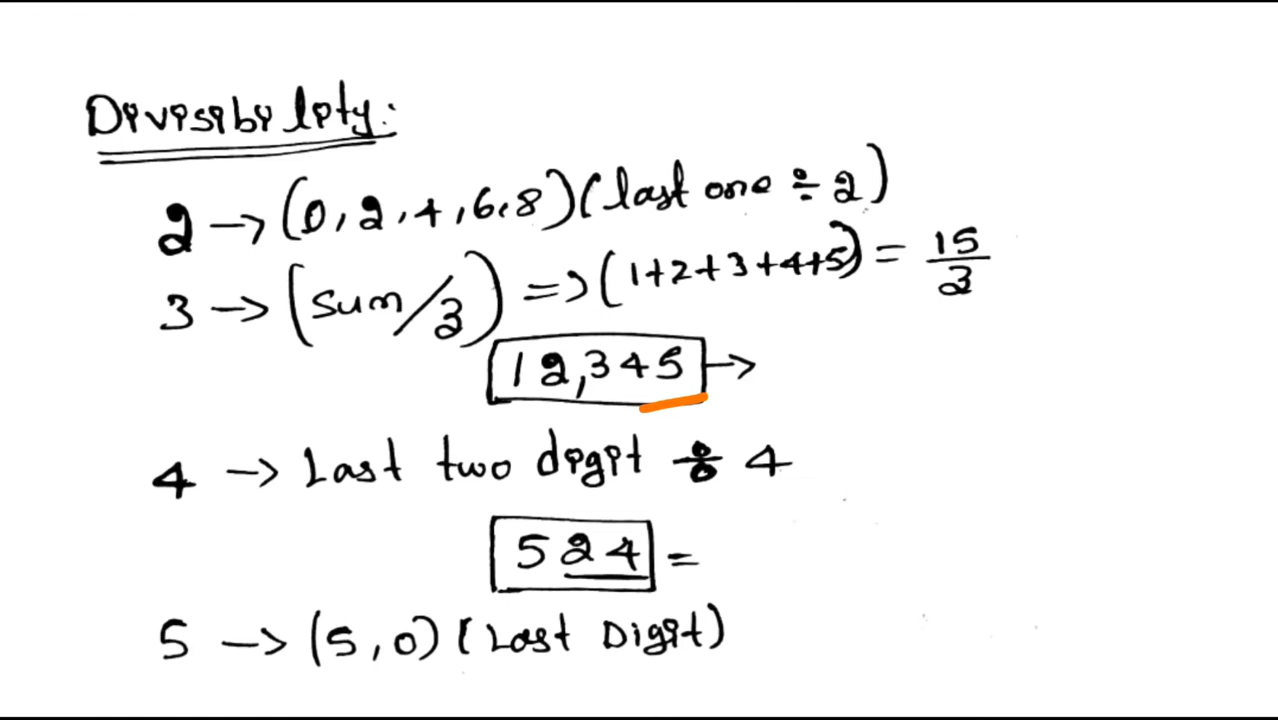 Divisibility:
2 → (0, 2, 4, 6, 8) (last one ÷ 2)
3 → (Sum/3) => (1+2+3+4+5) = 15/3
12,345 →
4 → Last two digit ÷ 4
524 =
5 → (5, 0) (Last Digit)